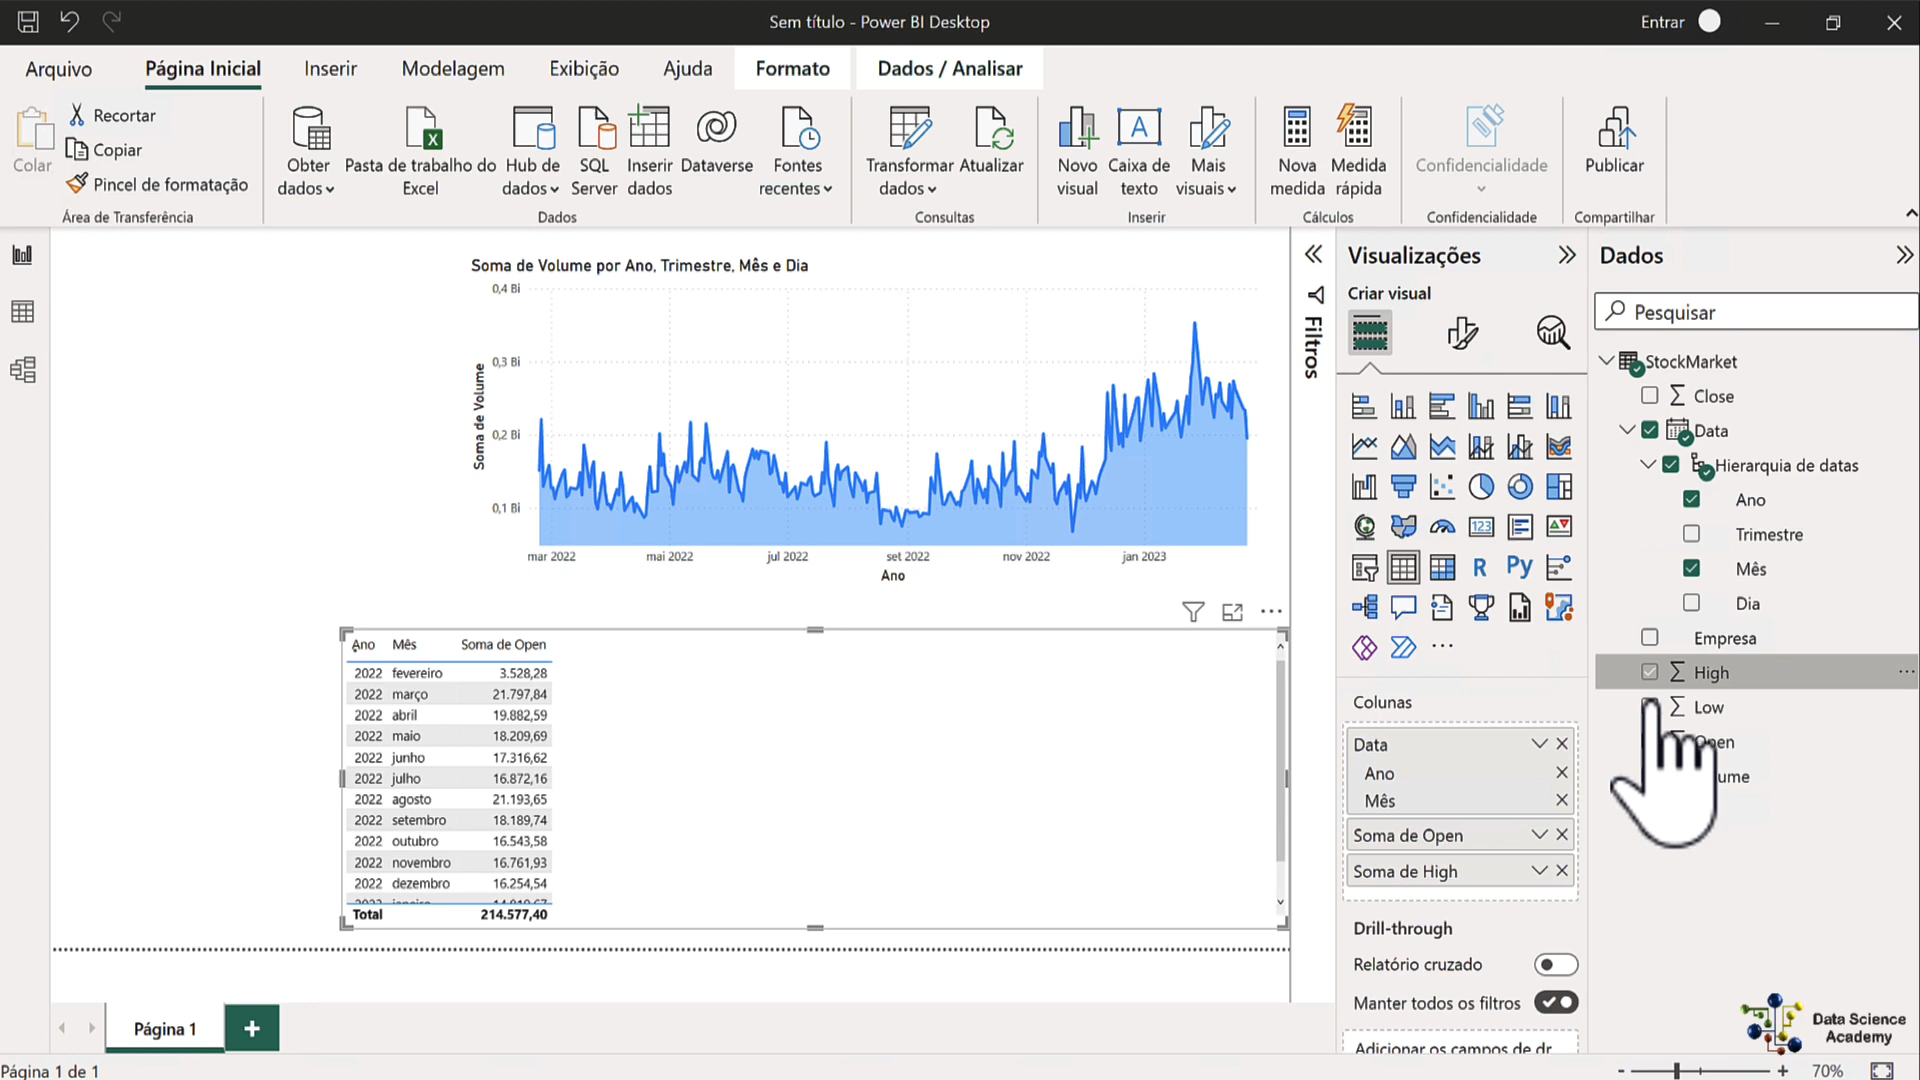 Sem título - Power BI Desktop
Entrar
Arquivo
Página Inicial
Inserir
Modelagem
Exibição
Ajuda
Formato
Dados / Analisar
Colar
Recortar
Copiar
Pincel de formatação
Área de Transferência
Obter dados
Pasta de trabalho do Excel
Hub de dados
SQL Server
Inserir dados
Dataverse
Fontes recentes
Dados
Transformar dados
Atualizar
Consultas
Novo visual
Caixa de texto
Mais visuais
Inserir
Nova medida
Medida rápida
Cálculos
Confidencialidade
Confidencialidade
Publicar
Compartilhar
Soma de Volume por Ano, Trimestre, Mês e Dia
0,4 Bi
0,3 Bi
0,2 Bi
0,1 Bi
Soma de Volume
mar 2022 mai 2022 jul 2022 set 2022 nov 2022 jan 2023
Ano
Ano Mês Soma de Open
2022 fevereiro 3.528,28
2022 março 21.797,84
2022 abril 19.882,59
2022 maio 18.209,69
2022 junho 17.316,62
2022 julho 16.872,16
2022 agosto 21.193,65
2022 setembro 18.189,74
2022 outubro 16.543,58
2022 novembro 16.761,93
2022 dezembro 16.254,54
Total 214.577,40
Filtros
Visualizações
Criar visual
123
R
Py
Colunas
Data
Ano
Mês
Soma de Open
Soma de High
Drill-through
Relatório cruzado
Manter todos os filtros
Adicionar os campos de dr
Dados
Pesquisar
StockMarket
Close
Data
Hierarquia de datas
Ano
Trimestre
Mês
Dia
Empresa
High
Low
Open
ume
Data Science
Academy
Página 1
Página 1 de 1
70%